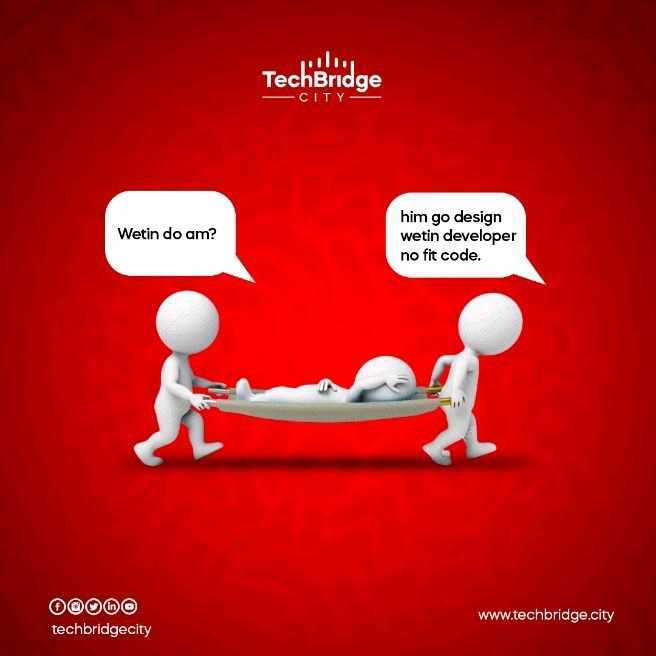 TechBridge
CITY
Wetin do am?
him go design
wetin developer
no fit code.
techbridgecity
www.techbridge.city